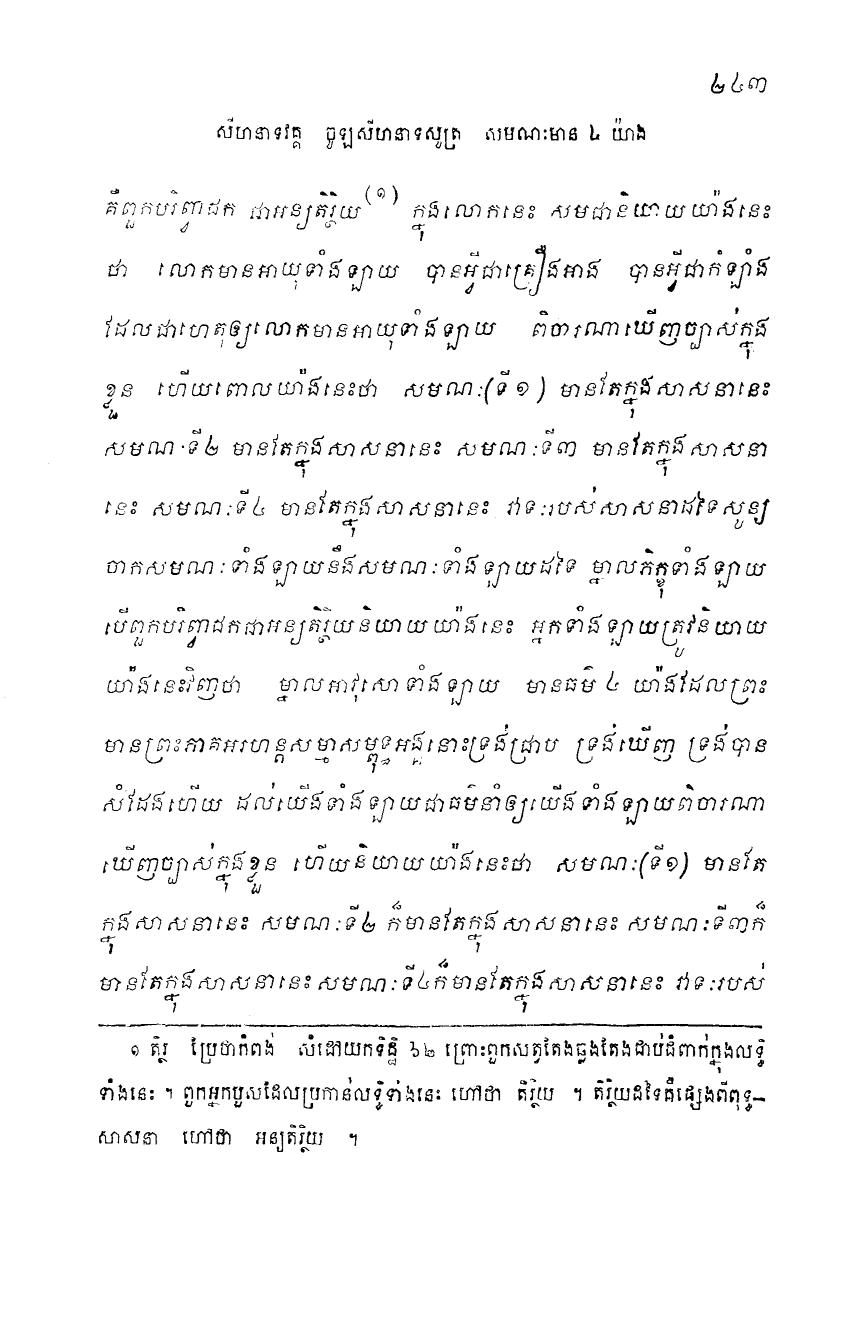 ២៤៣
សីហនាទវគ្គ ចូឡសីហនាទសូត្រ សមណៈមាន ៤ យ៉ាង
គឺពួកបរិញ្វជក ជាអន្យតិរ្ថិយ(១) ក្នុងលោកនេះ សមជានិយាយយ៉ាងនេះ
ថា លោកមានអាយុទាំងឡាយ បានអ្វីជាគ្រឿងអាង បានអ្វីជាកំឡាំង
ដែលជាហេតុឲ្យលោកមានអាយុទាំងឡាយ ពិចារណាឃើញច្បាស់ក្នុង
ខ្លួន ហើយពោលយ៉ាងនេះថា សមណៈ(ទី១) មានតែក្នុងសាសនានេះ
សមណៈទី២ មានតែក្នុងសាសនានេះ សមណៈទី៣ មានតែក្នុងសាសនា
នេះ សមណៈទី៤ មានតែក្នុងសាសនានេះ វាទៈរបស់សាសនាដទៃសូន្យ
ចាកសមណៈទាំងឡាយនឹងសមណៈទាំងឡាយដទៃ ម្នាលភិក្ខុទាំងឡាយ
បើពួកបរិញ្វជកជាអន្យតិរ្ថិយនិយាយយ៉ាងនេះ អ្នកទាំងឡាយត្រូវនិយាយ
យ៉ាងនេះវិញថា ម្នាលអាវុសោទាំងឡាយ មានធម៌ ៤ យ៉ាងដែលព្រះ
មានព្រះភាគអរហន្តសម្មាសម្ពុទ្ធអង្គនោះទ្រង់ជ្រាប ទ្រង់ឃើញ ទ្រង់បាន
សំដែងហើយ ដល់យើងទាំងឡាយជាធម៌នាំឲ្យយើងទាំងឡាយពិចារណា
ឃើញច្បាស់ក្នុងខ្លួន ហើយនិយាយយ៉ាងនេះថា សមណៈ(ទី១) មានតែ
ក្នុងសាសនានេះ សមណៈទី២ ក៏មានតែក្នុងសាសនានេះ សមណៈទី៣ក៏
មានតែក្នុងសាសនានេះ សមណៈទី៤ក៏មានតែក្នុងសាសនានេះ វាទៈរបស់
១ តិរ្ថ ប្រែថាកំពង់ សំដៅយកទិដ្ឋិ ៦២ ព្រោះពួកសត្វតែងឆ្លងតែងជាប់ជំពាក់ក្នុងលទ្ធិ
ទាំងនេះ ។ ពួកអ្នកបួសដែលប្រកាន់លទ្ធិទាំងនេះ ហៅថា តិរ្ថិយ ។ តិរ្ថិយដទៃគឺផ្សេងពីពុទ្ធ–
សាសនា ហៅថា អន្យតិរ្ថិយ ។